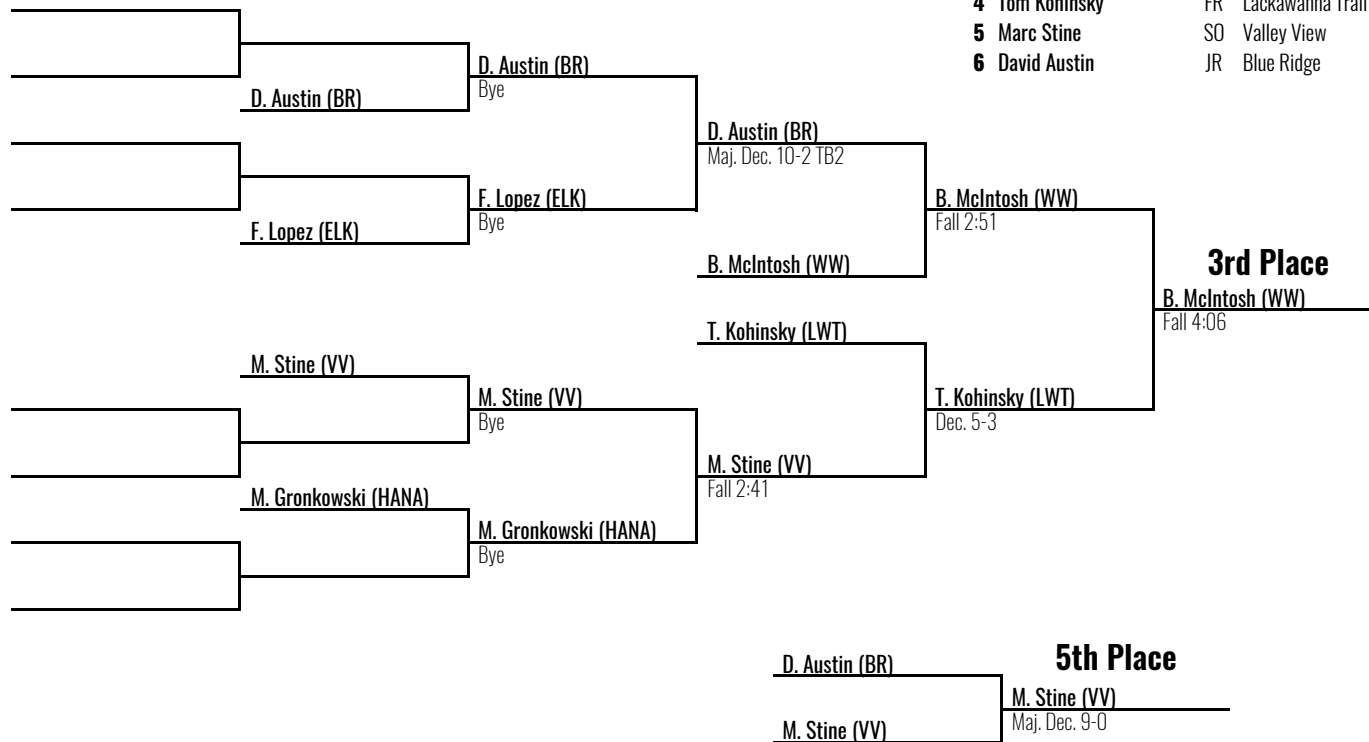 4 Tom Kohinsky FR Lackawanna Trail
5 Marc Stine SO Valley View
6 David Austin JR Blue Ridge
D. Austin (BR)
Bye
D. Austin (BR)
D. Austin (BR)
Maj. Dec. 10-2 TB2
F. Lopez (ELK)
Bye
F. Lopez (ELK)
B. McIntosh (WW)
Fall 2:51
B. McIntosh (WW)
3rd Place
B. McIntosh (WW)
Fall 4:06
T. Kohinsky (LWT)
M. Stine (VV)
M. Stine (VV)
Bye
T. Kohinsky (LWT)
Dec. 5-3
M. Stine (VV)
Fall 2:41
M. Gronkowski (HANA)
M. Gronkowski (HANA)
Bye
5th Place
D. Austin (BR)
M. Stine (VV)
Maj. Dec. 9-0
M. Stine (VV)